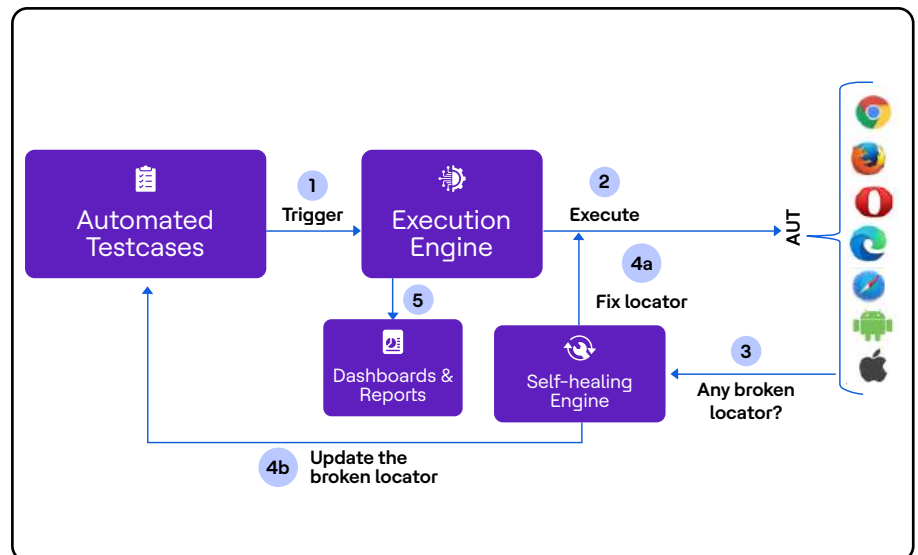 Automated
Testcases
1
Trigger
Execution
Engine
2
Execute
AUT
4a
Fix locator
5
Dashboards &
Reports
Self-healing
Engine
3
Any broken
locator?
4b
Update the
broken locator